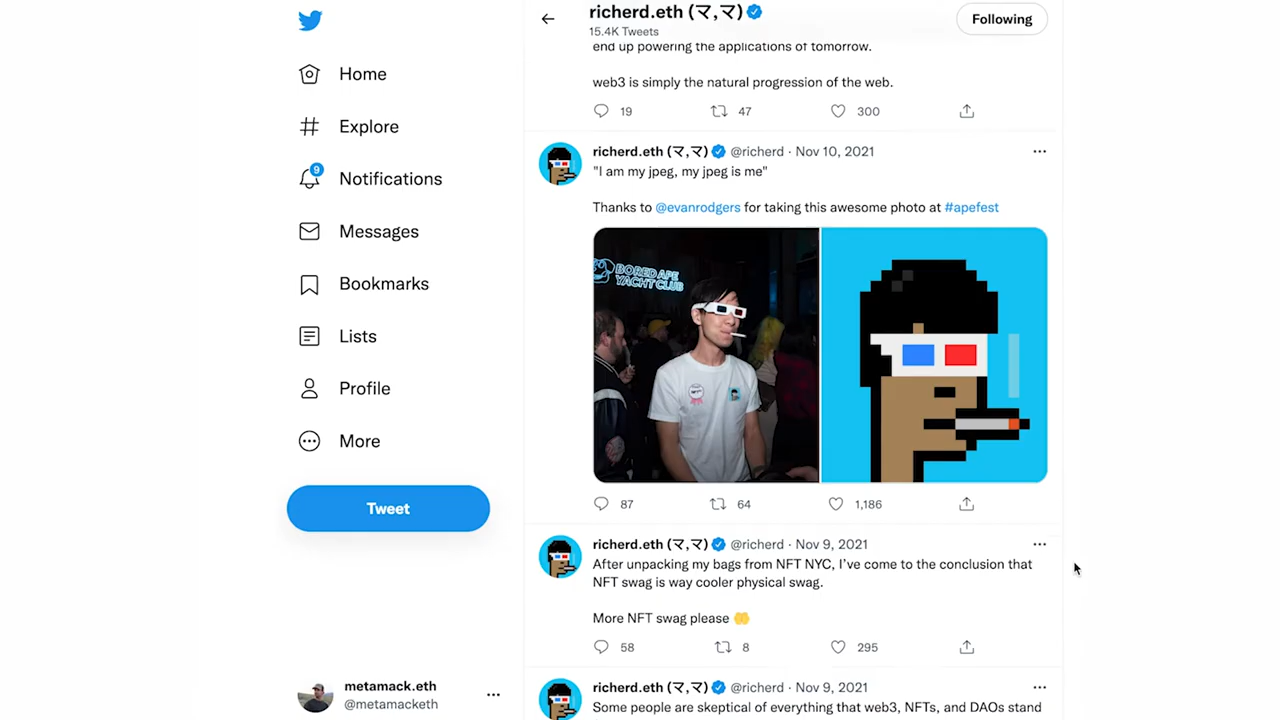 richerd.eth (マ,マ)
15.4K Tweets
Following
Home
Explore
9
Notifications
Messages
Bookmarks
Lists
Profile
More
Tweet
metamack.eth
@metamacketh
end up powering the applications of tomorrow.
web3 is simply the natural progression of the web.
19 47 300
richerd.eth (マ,マ) @richerd · Nov 10, 2021
"I am my jpeg, my jpeg is me"
Thanks to @evanrodgers for taking this awesome photo at #apefest
BORED APE
YACHT CLUB
87 64 1,186
richerd.eth (マ,マ) @richerd · Nov 9, 2021
After unpacking my bags from NFT NYC, I’ve come to the conclusion that
NFT swag is way cooler physical swag.
More NFT swag please 🤲
58 8 295
richerd.eth (マ,マ) @richerd · Nov 9, 2021
Some people are skeptical of everything that web3, NFTs, and DAOs stand